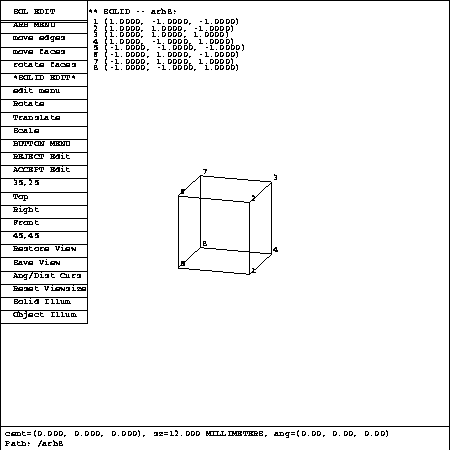 SOL EDIT
** SOLID -- arb8:
ARB MENU
1 (1.0000, -1.0000, -1.0000)
2 (1.0000, 1.0000, -1.0000)
move edges
3 (1.0000, 1.0000, 1.0000)
4 (1.0000, -1.0000, 1.0000)
move faces
5 (-1.0000, -1.0000, -1.0000)
6 (-1.0000, 1.0000, -1.0000)
rotate faces
7 (-1.0000, 1.0000, 1.0000)
8 (-1.0000, -1.0000, 1.0000)
*SOLID EDIT*
edit menu
Rotate
Translate
Scale
BUTTON MENU
REJECT Edit
ACCEPT Edit
35,25
Top
Right
Front
45,45
Restore View
Save View
Ang/Dist Curs
Reset Viewsize
Solid Illum
Object Illum
7
3
6
2
8
4
5
1
cent=(0.000, 0.000, 0.000), sz=12.000 MILLIMETERS, ang=(0.00, 0.00, 0.00)
Path: /arb8